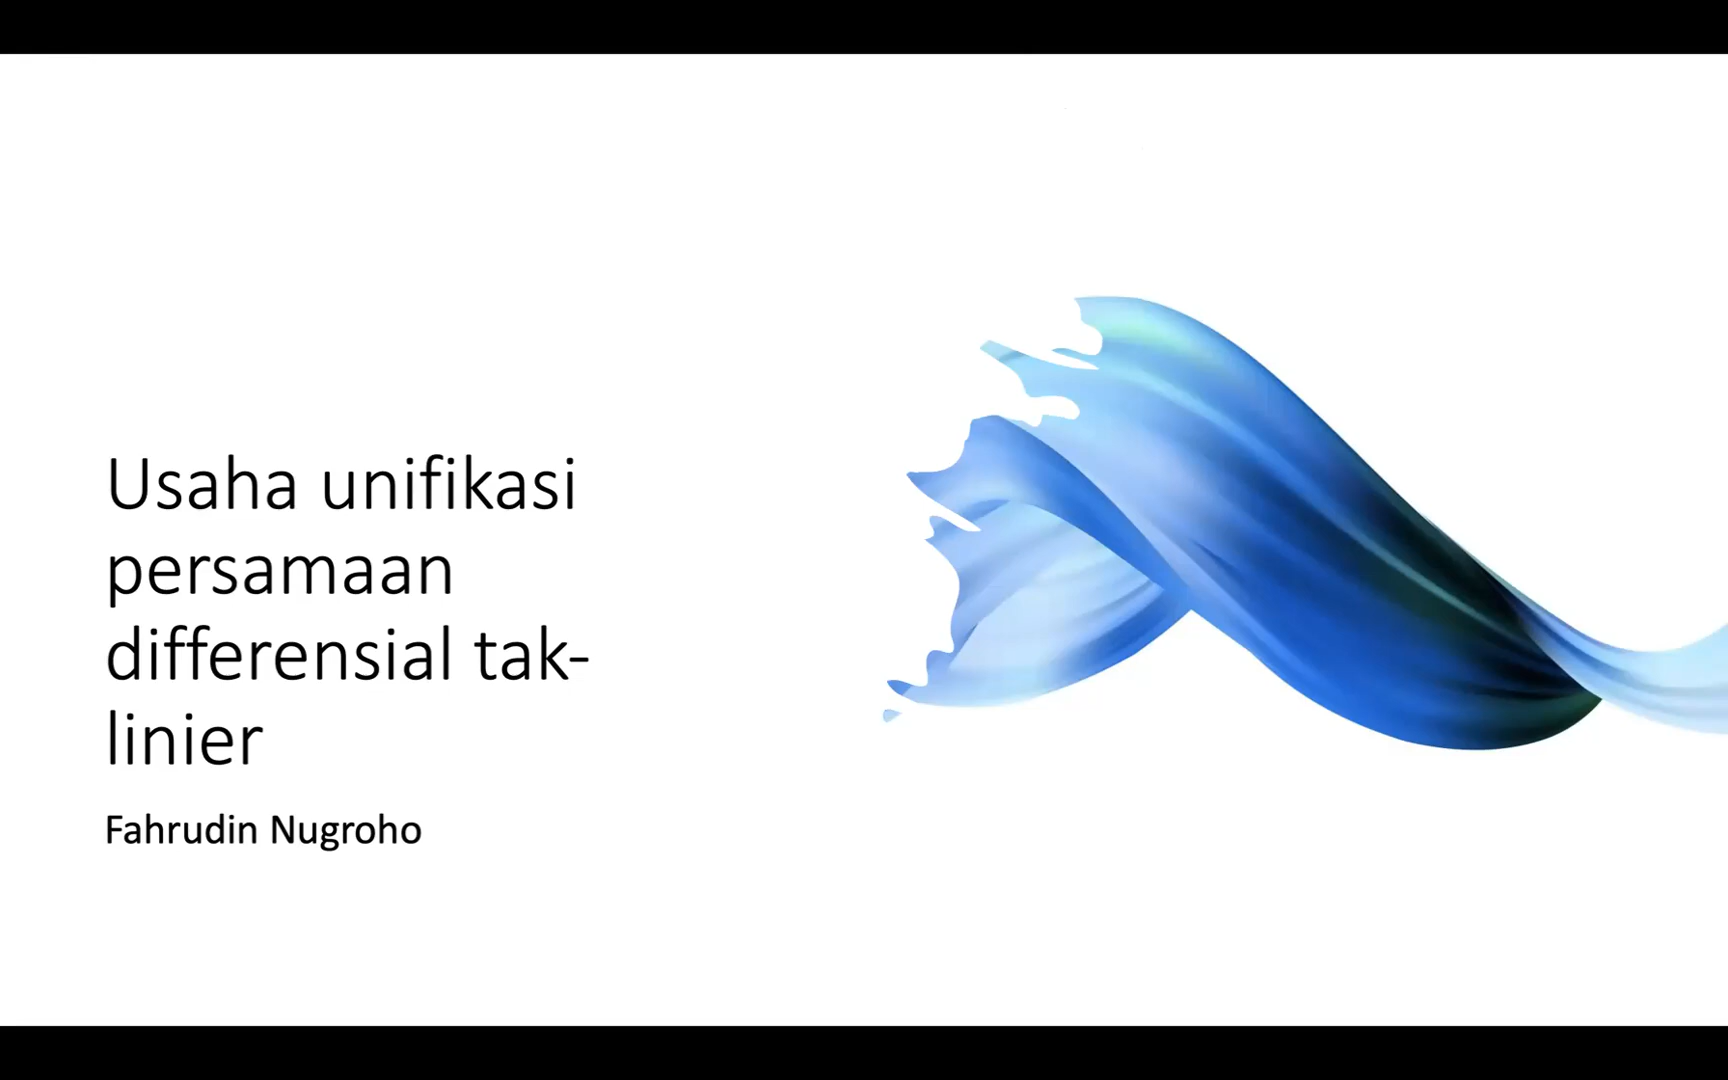 Usaha unifikasi
persamaan
differensial tak-
linier
Fahrudin Nugroho